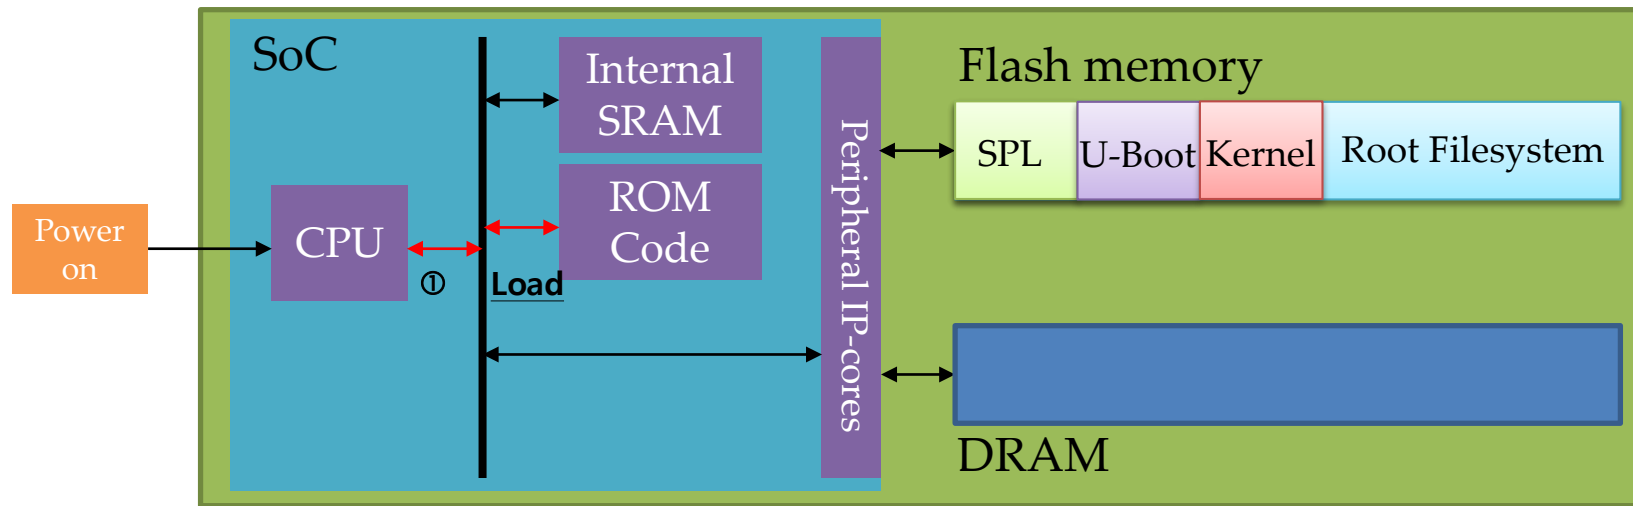 SoC
Internal
SRAM
Flash memory
SPL
U-Boot
Kernel
Root Filesystem
Peripheral IP-cores
ROM
Code
Power
on
CPU
①
Load
DRAM